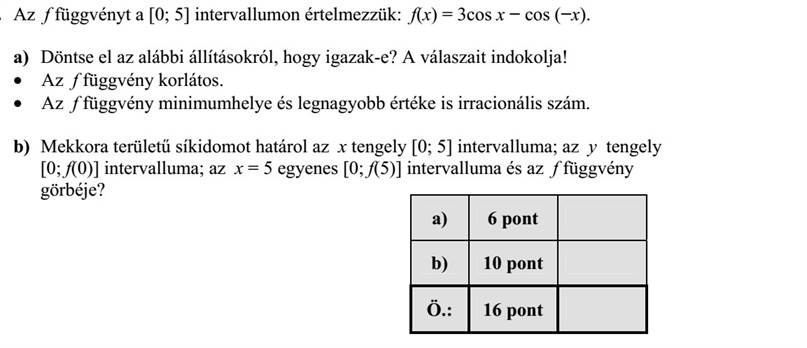 Az f függvényt a [0; 5] intervallumon értelmezzük: f(x) = 3cos x − cos (−x).
a) Döntse el az alábbi állításokról, hogy igazak-e? A válaszait indokolja!
• Az f függvény korlátos.
• Az f függvény minimumhelye és legnagyobb értéke is irracionális szám.
b) Mekkora területű síkidomot határol az x tengely [0; 5] intervalluma; az y tengely
[0; f(0)] intervalluma; az x = 5 egyenes [0; f(5)] intervalluma és az f függvény
görbéje?
a) 6 pont
b) 10 pont
Ö.: 16 pont